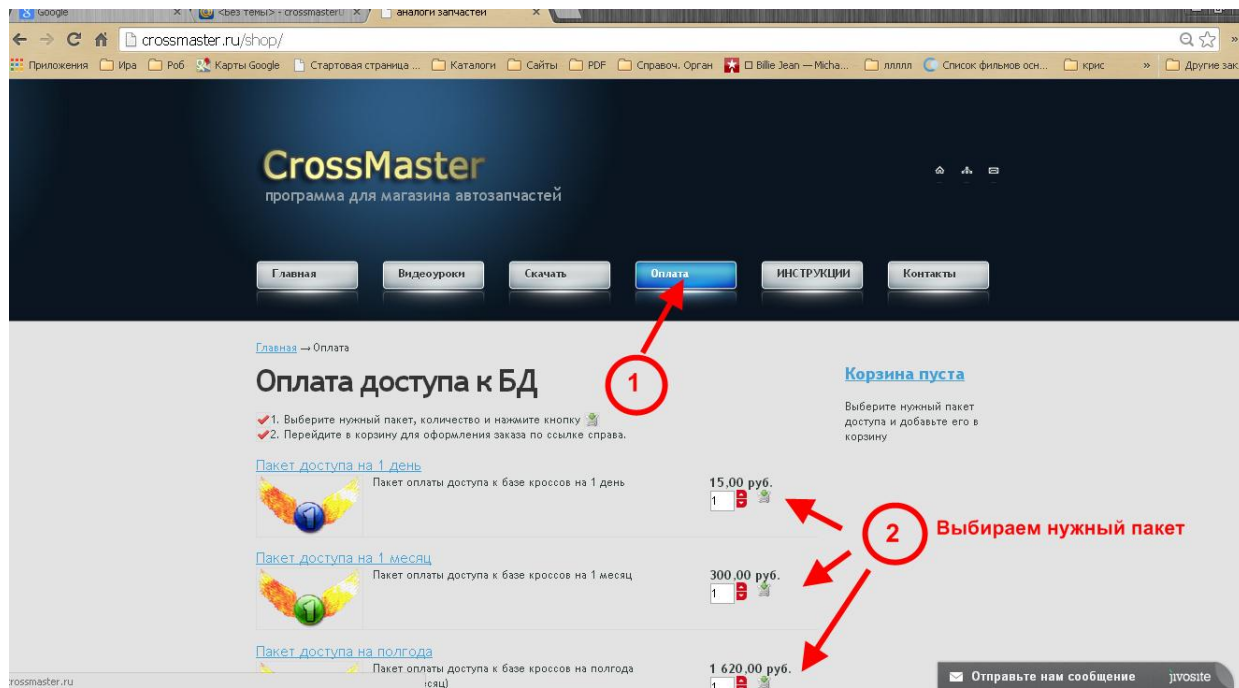 Google
<Без темы> - crossmaster
аналоги запчастей
crossmaster.ru/shop/
Приложения Ира Роб Карты Google Стартовая страница ... Каталоги Сайты PDF Справоч. Орган Billie Jean — Micha... ллллл Список фильмов осн... крис » Другие зак
CrossMaster
программа для магазина автозапчастей
Главная Видеоуроки Скачать Оплата ИНСТРУКЦИИ Контакты
Главная → Оплата
1
Оплата доступа к БД
Корзина пуста
Выберите нужный пакет
доступа и добавьте его в
корзину
1. Выберите нужный пакет, количество и нажмите кнопку
2. Перейдите в корзину для оформления заказа по ссылке справа.
Пакет доступа на 1 день
Пакет оплаты доступа к базе кроссов на 1 день
15,00 руб.
1
2 Выбираем нужный пакет
Пакет доступа на 1 месяц
Пакет оплаты доступа к базе кроссов на 1 месяц
300,00 руб.
1
Пакет доступа на полгода
Пакет оплаты доступа к базе кроссов на полгода
1 620,00 руб.
1
Отправьте нам сообщение jivosite
rossmaster.ru